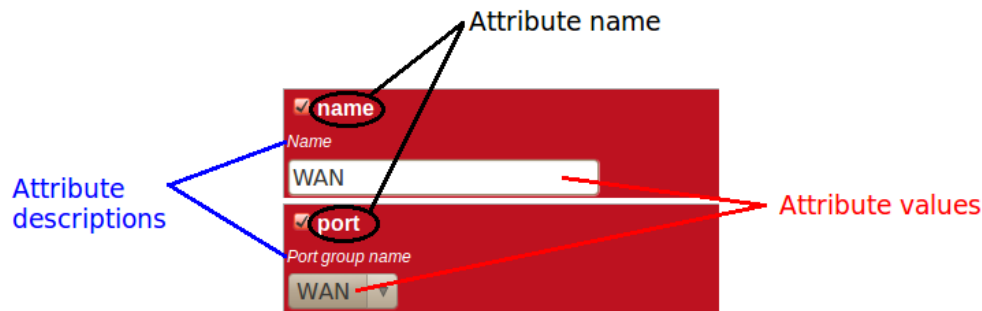 Attribute name
name
Name
WAN
Attribute
descriptions
Attribute values
port
Port group name
WAN